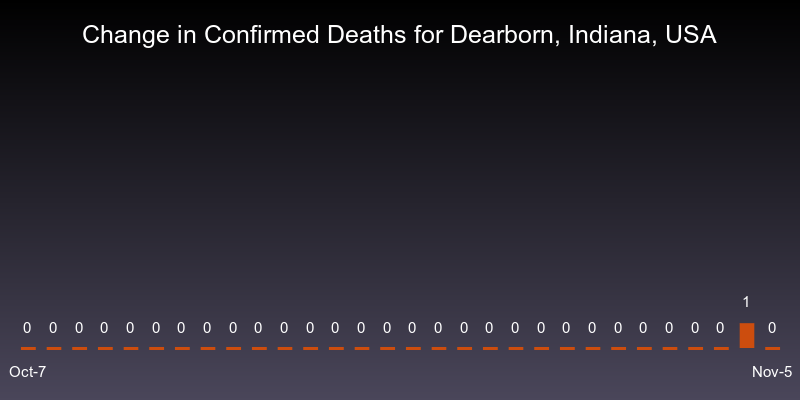 Change in Confirmed Deaths for Dearborn, Indiana, USA
1
0 0 0 0 0 0 0 0 0 0 0 0 0 0 0 0 0 0 0 0 0 0 0 0 0 0 0 0 0
Oct-7 Nov-5